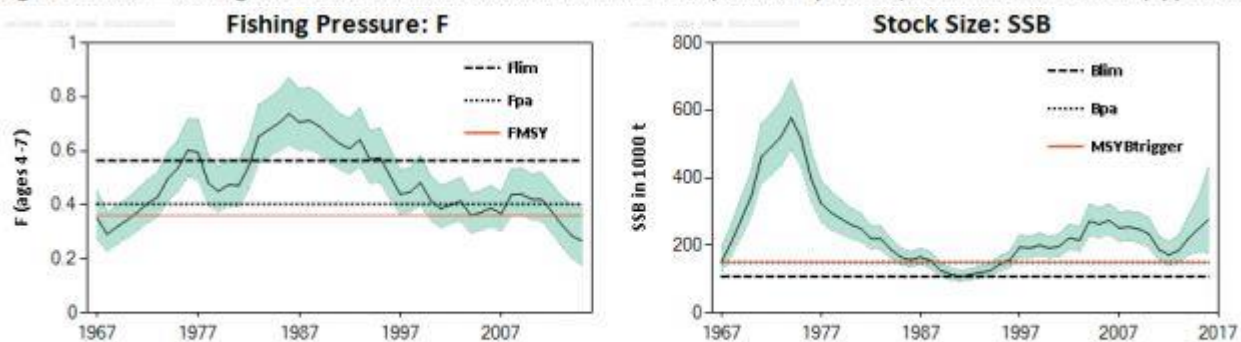 Fishing Pressure: F
1
0.8
0.6
0.4
0.2
0
F (ages 4-7)
Flim
Fpa
FMSY
1967 1977 1987 1997 2007
Stock Size: SSB
800
600
400
200
0
SSB in 1000 t
Blim
Bpa
MSYBtrigger
1967 1977 1987 1997 2007 2017